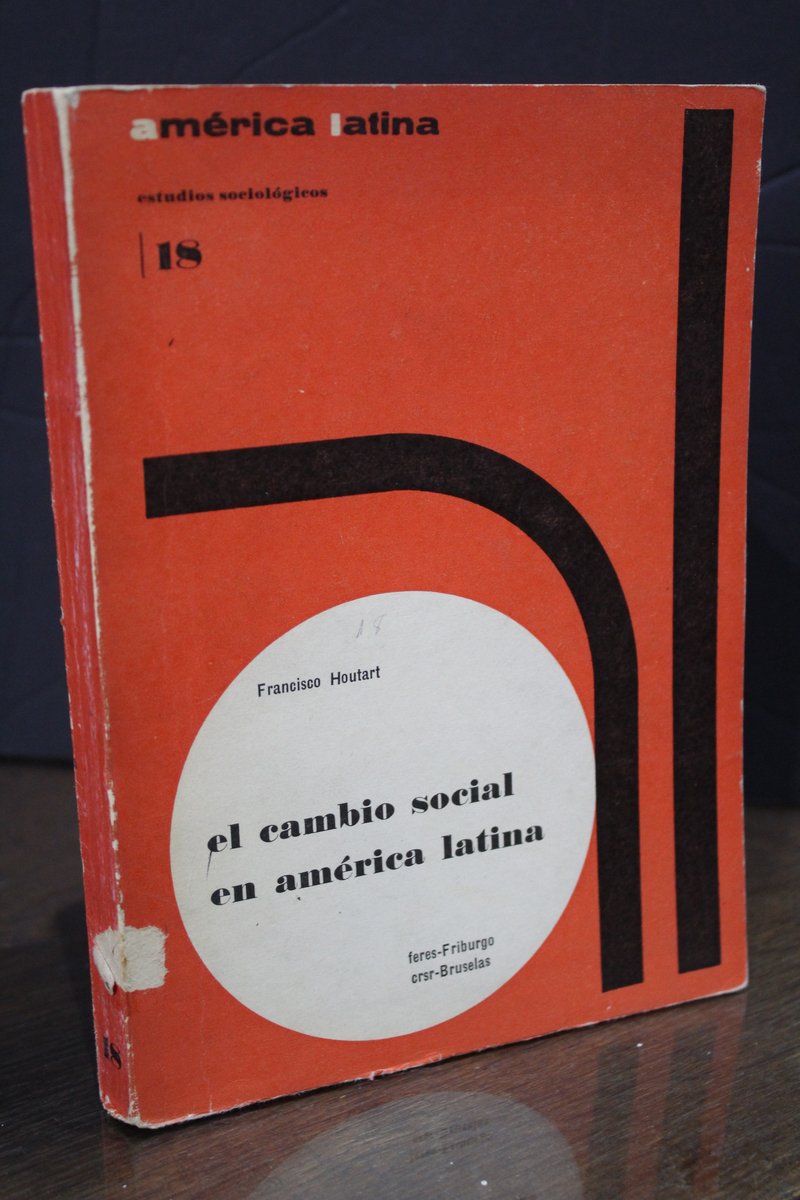 américa latina
estudios sociológicos
18
18
Francisco Houtart
el cambio social
en américa latina
feres-Friburgo
crsr-Bruselas
18